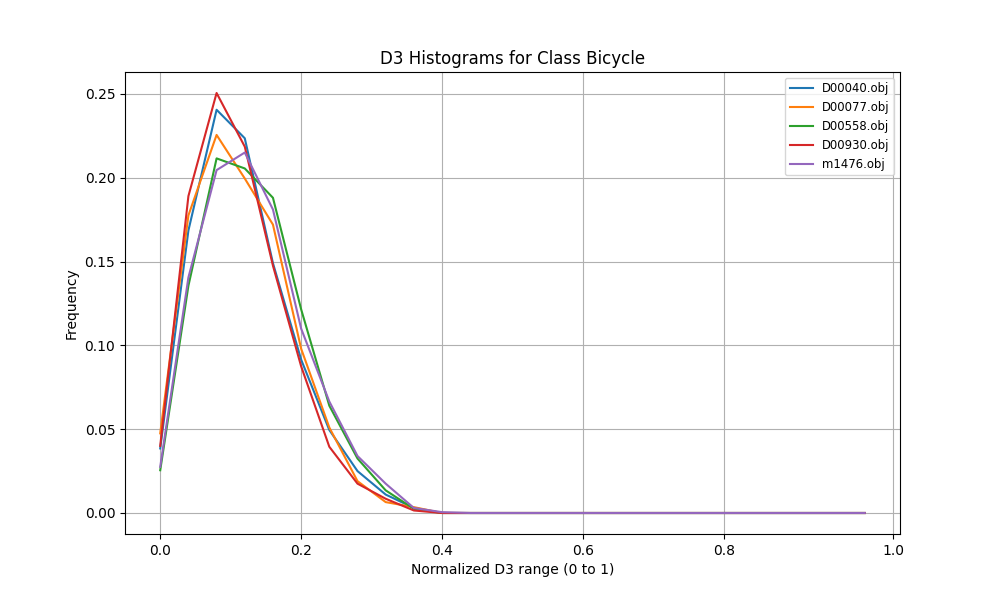 D3 Histograms for Class Bicycle
D00040.obj
D00077.obj
D00558.obj
D00930.obj
m1476.obj
Frequency
0.25
0.20
0.15
0.10
0.05
0.00
0.0 0.2 0.4 0.6 0.8 1.0
Normalized D3 range (0 to 1)